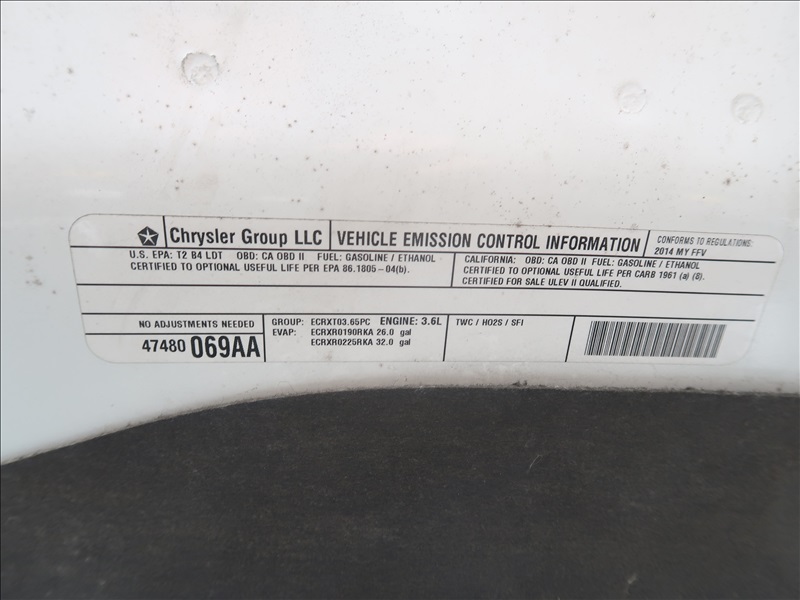 Chrysler Group LLC
VEHICLE EMISSION CONTROL INFORMATION
CONFORMS TO REGULATIONS:
2014 MY FFV
U.S. EPA: T2 B4 LDT OBD: CA OBD II FUEL: GASOLINE / ETHANOL
CERTIFIED TO OPTIONAL USEFUL LIFE PER EPA 86.1805-04(b).
CALIFORNIA: OBD: CA OBD II FUEL: GASOLINE / ETHANOL
CERTIFIED TO OPTIONAL USEFUL LIFE PER CARB 1961 (a) (8).
CERTIFIED FOR SALE ULEV II QUALIFIED.
NO ADJUSTMENTS NEEDED
47480 069AA
GROUP: ECRXT03.65PC ENGINE: 3.6L
EVAP: ECRXR0190RKA 26.0 gal
ECRXR0225RKA 32.0 gal
TWC / HO2S / SFI